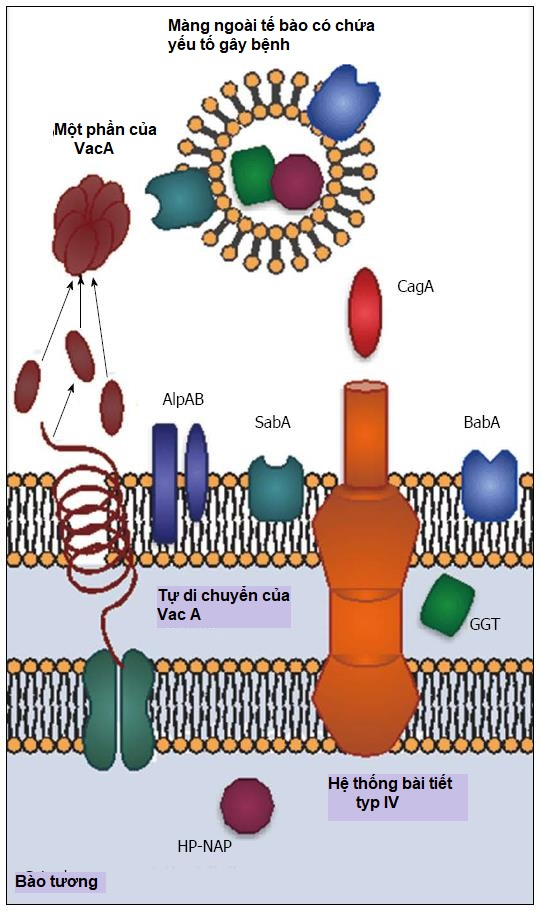 Màng ngoài tế bào có chứa
yếu tố gây bệnh
Một phần của
VacA
CagA
AlpAB
SabA
BabA
Tự di chuyển của
Vac A
GGT
Hệ thống bài tiết
typ IV
HP-NAP
Bào tương